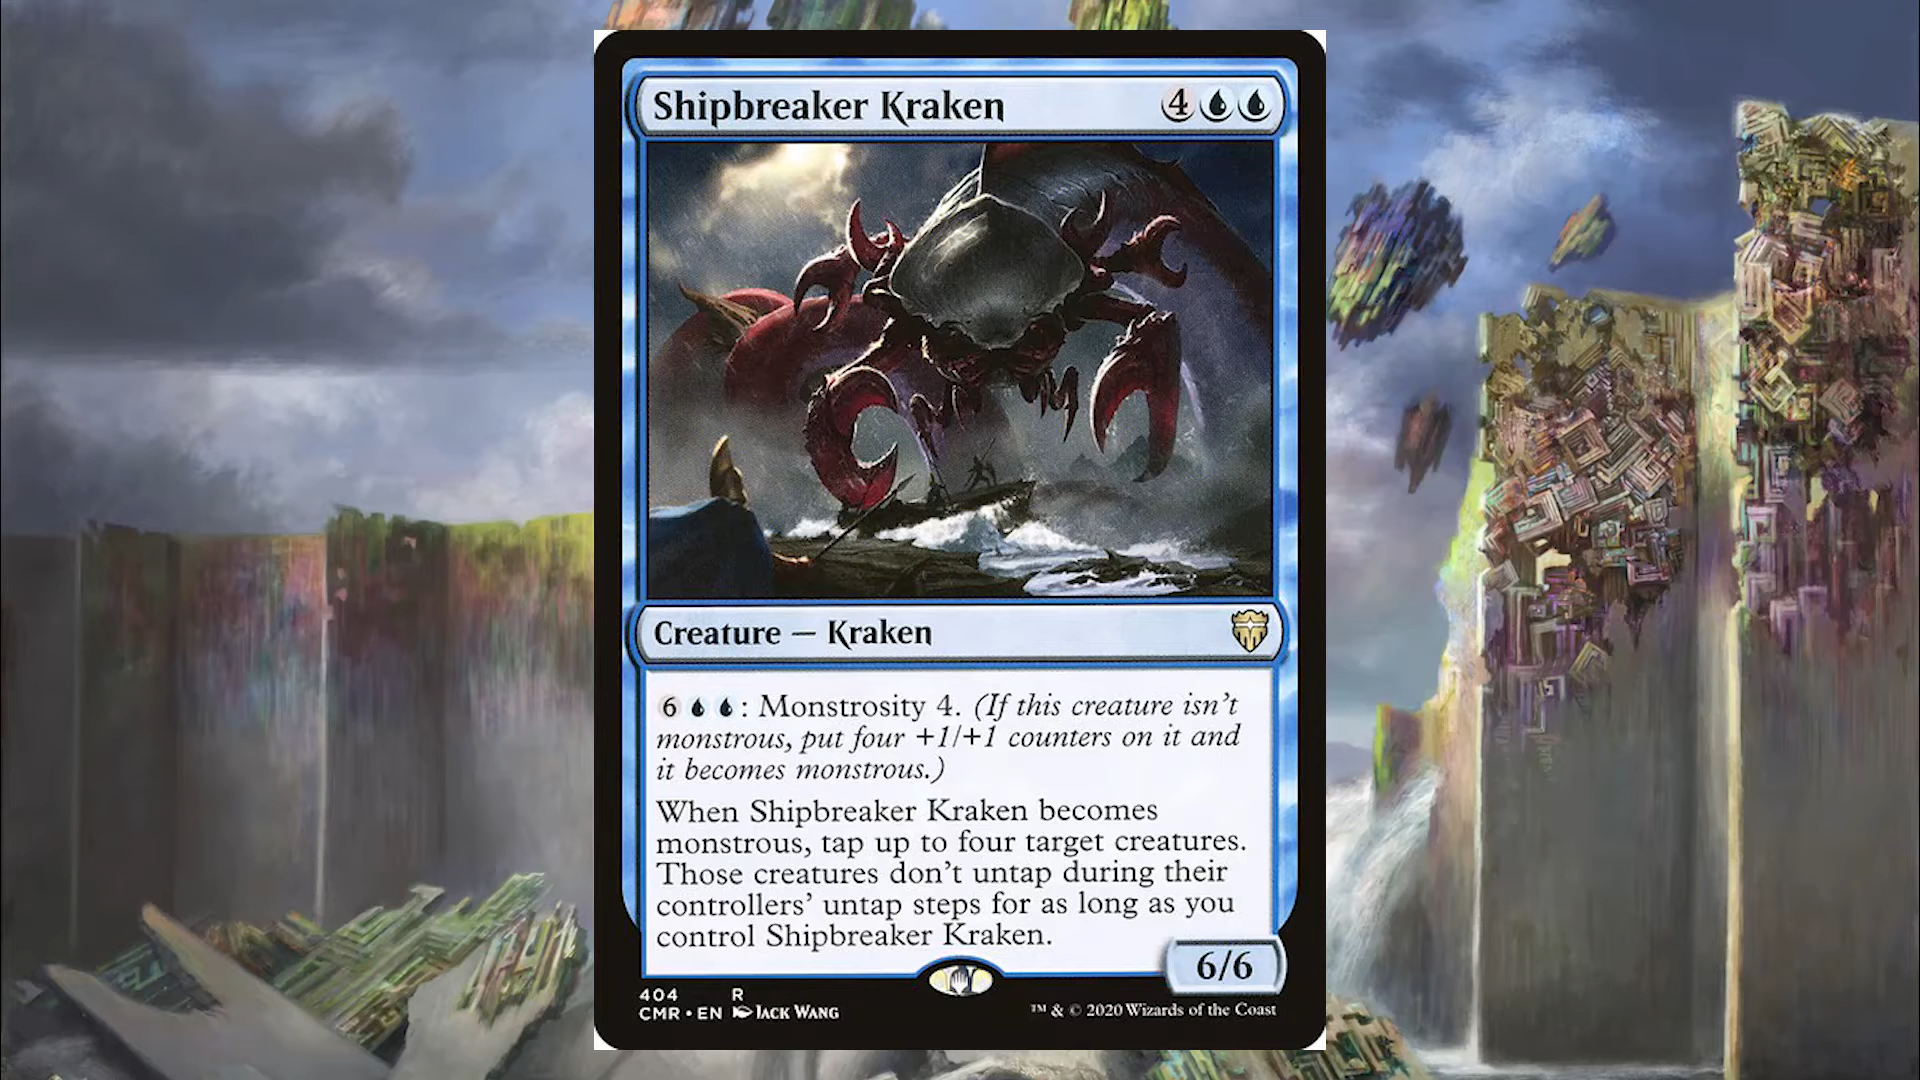 Shipbreaker Kraken
4
Creature — Kraken
6 : Monstrosity 4. (If this creature isn't
monstrous, put four +1/+1 counters on it and
it becomes monstrous.)
When Shipbreaker Kraken becomes
monstrous, tap up to four target creatures.
Those creatures don't untap during their
controllers' untap steps for as long as you
control Shipbreaker Kraken.
6/6
404 R
CMR • EN Jack Wang
™ & © 2020 Wizards of the Coast